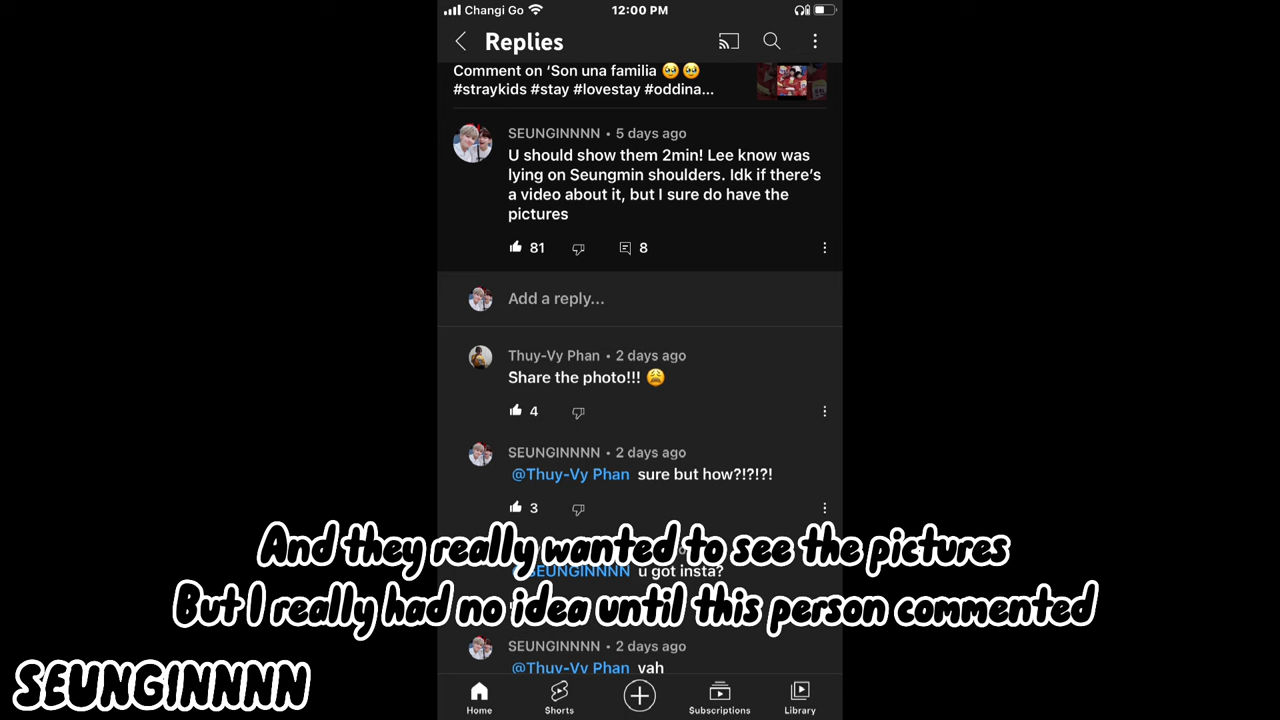 Changi Go
12:00 PM
Replies
Comment on ‘Son una familia 🥹🥹
#straykids #stay #lovestay #oddina...
SEUNGINNNN • 5 days ago
U should show them 2min! Lee know was
lying on Seungmin shoulders. Idk if there’s
a video about it, but I sure do have the
pictures
81
8
Add a reply...
Thuy-Vy Phan • 2 days ago
Share the photo!!! 😩
4
SEUNGINNNN • 2 days ago
@Thuy-Vy Phan sure but how?!?!?!
3
And they really wanted to see the pictures
@SEUNGINNNN u got insta?
But I really had no idea until this person commented
SEUNGINNNN • 2 days ago
@Thuy-Vy Phan yah
SEUNGINNNN
Home
Shorts
Subscriptions
Library